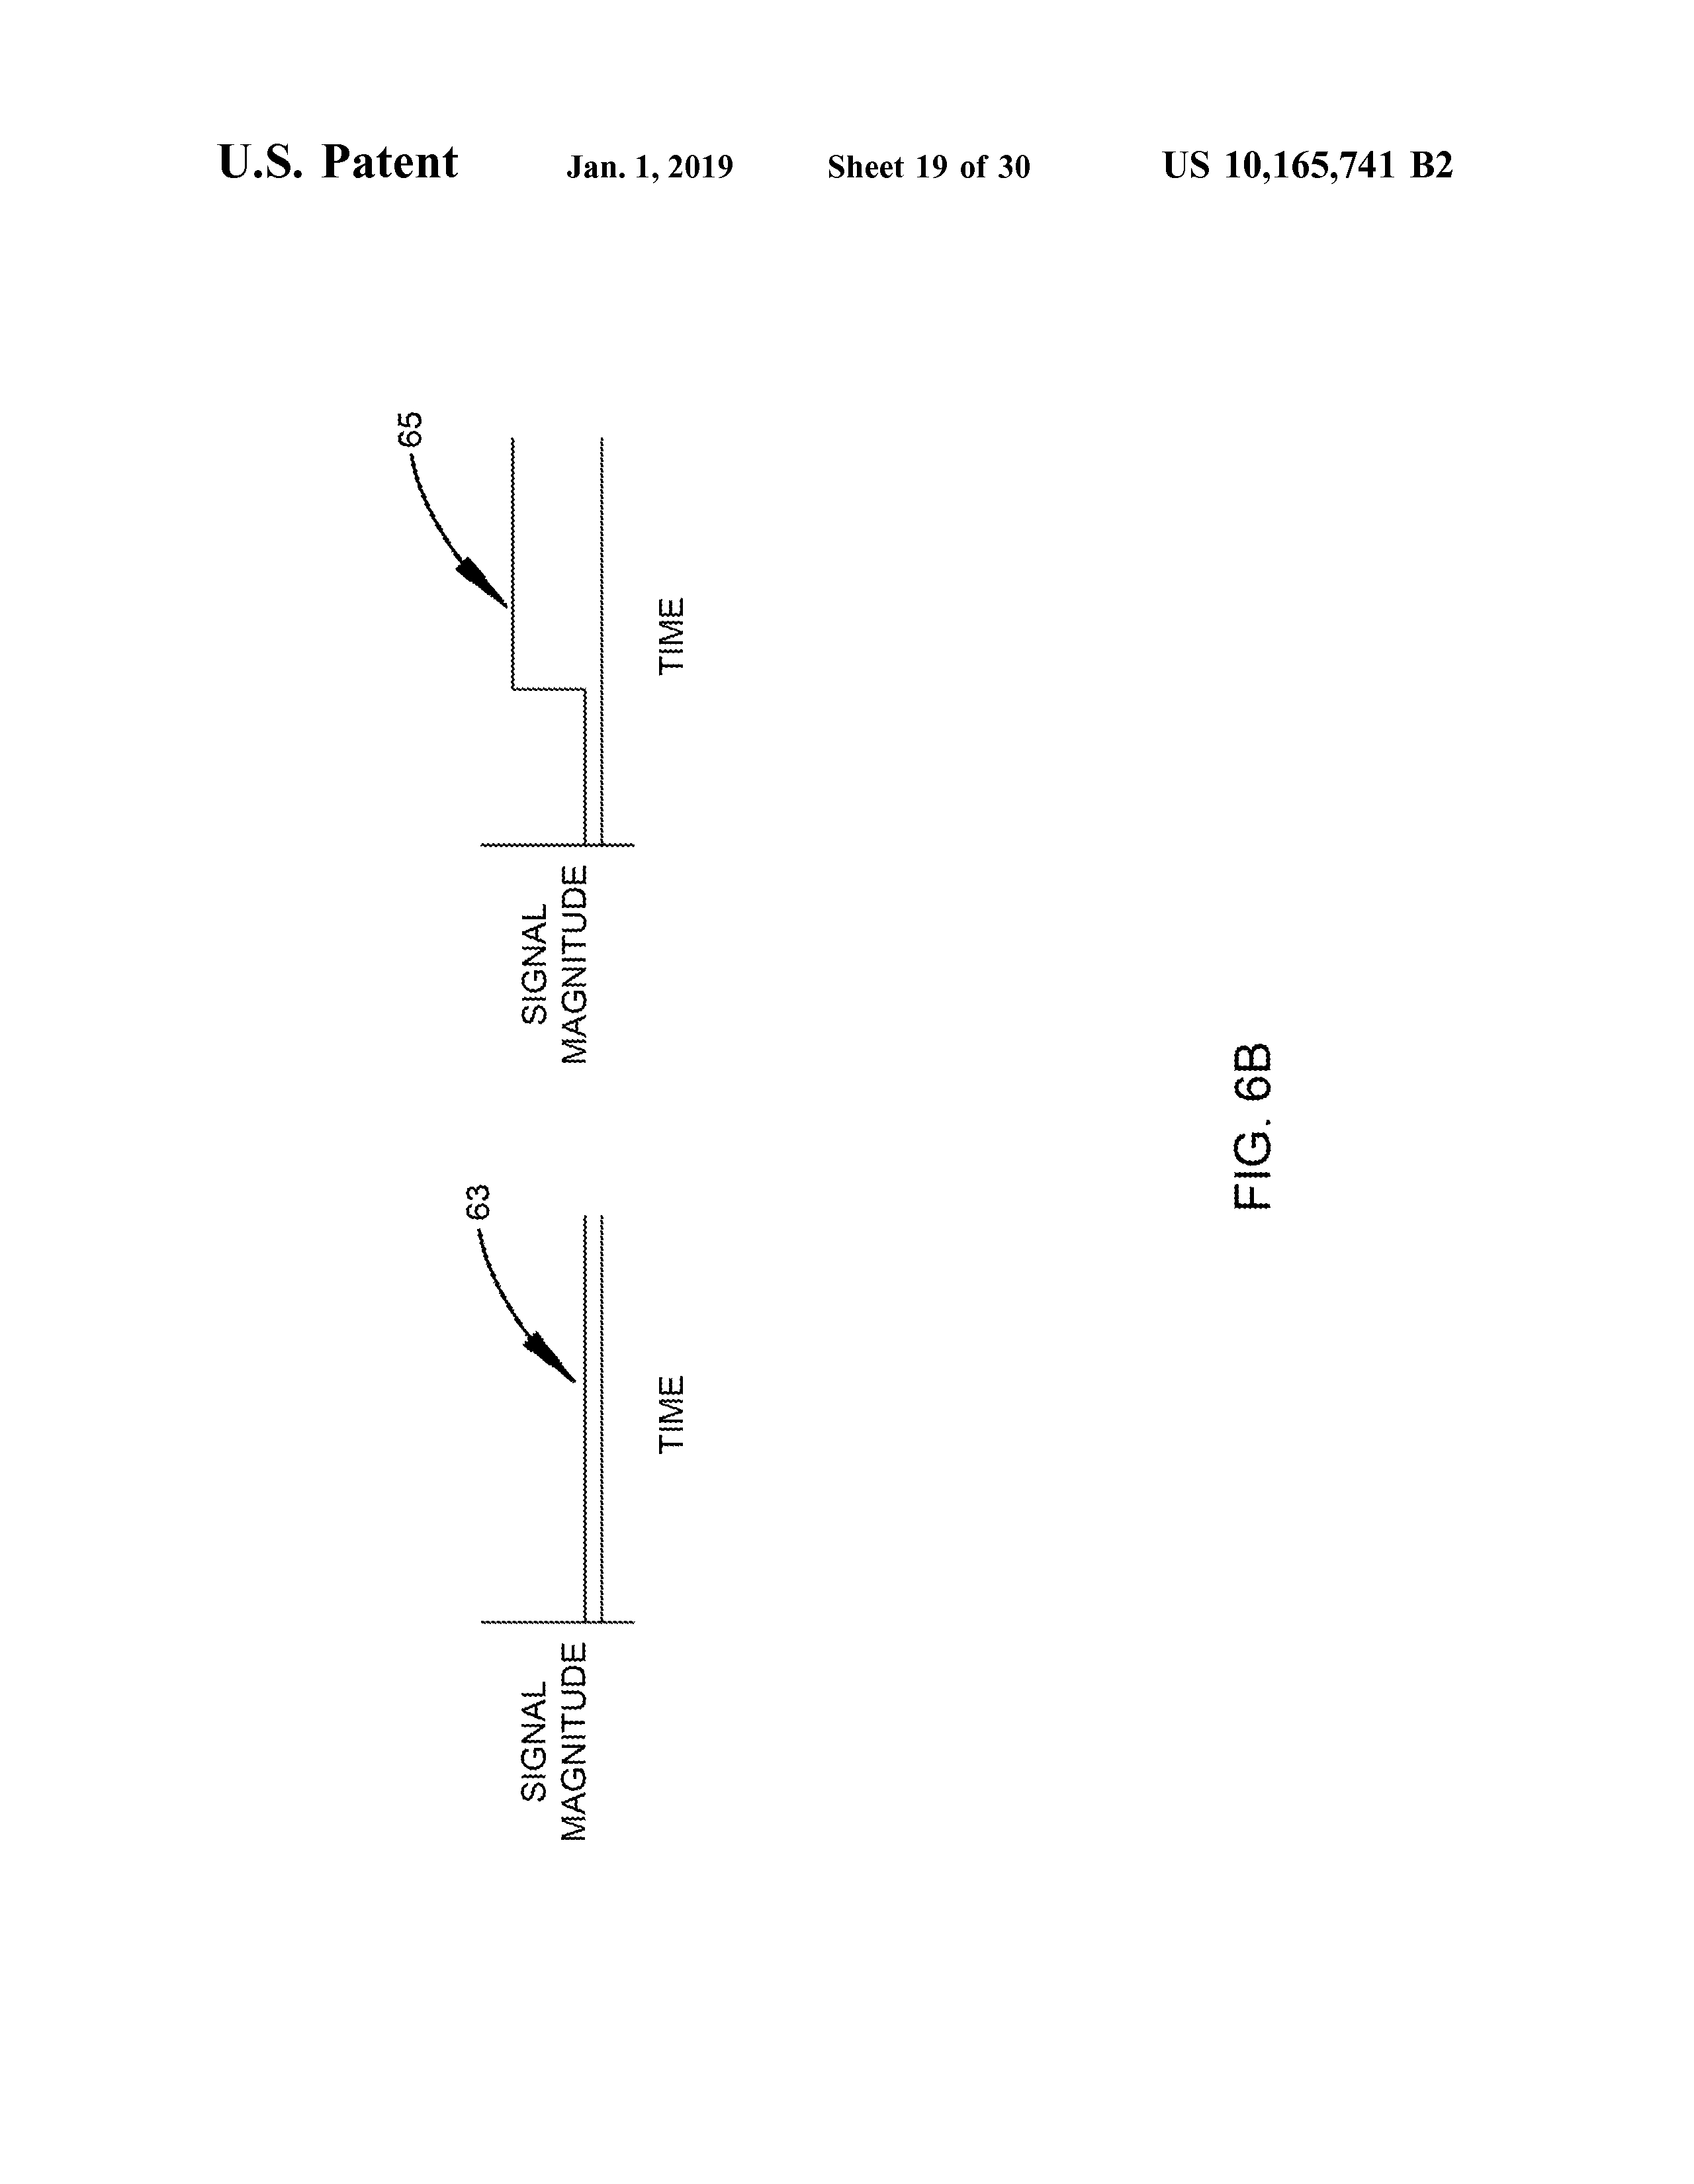 U.S. Patent Jan. 1, 2019 Sheet 19 of 30 US 10,165,741 B2
63
SIGNAL
MAGNITUDE
TIME
65
SIGNAL
MAGNITUDE
TIME
FIG. 6B